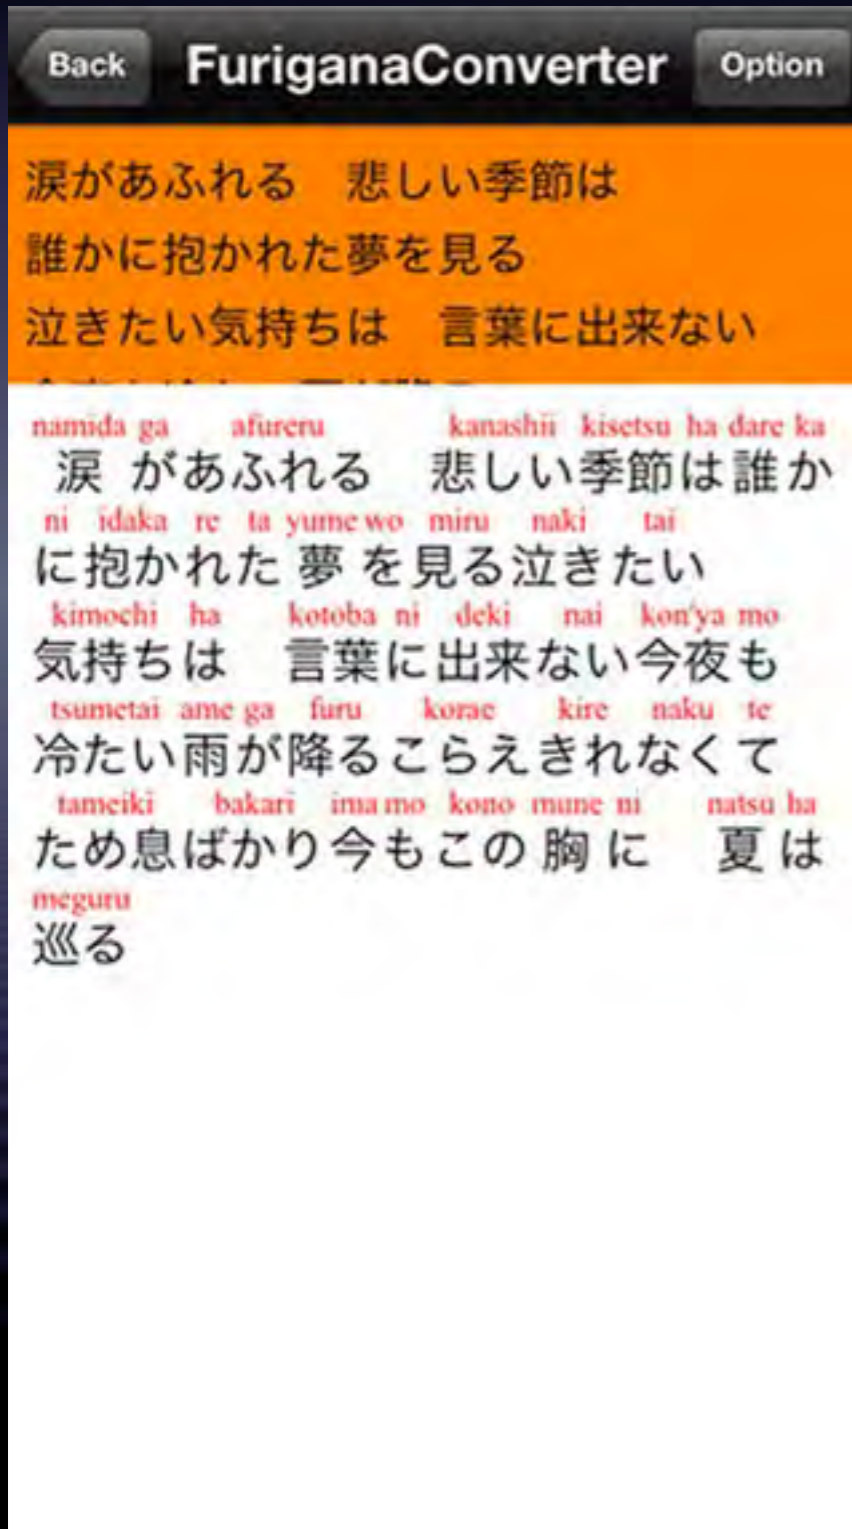 Back FuriganaConverter Option
涙があふれる　悲しい季節は
誰かに抱かれた夢を見る
泣きたい気持ちは　言葉に出来ない
namida ga afureru kanashii kisetsu ha dare ka
涙 があふれる　悲しい季節は誰か
ni idaka re ta yume wo miru naki tai
に抱かれた 夢 を見る泣きたい
kimochi ha kotoba ni deki nai kon'ya mo
気持ちは　言葉に出来ない今夜も
tsumetai ame ga furu korae kire naku te
冷たい雨が降るこらえきれなくて
tameiki bakari ima mo kono mune ni natsu ha
ため息ばかり今もこの 胸 に　夏 は
meguru
巡る